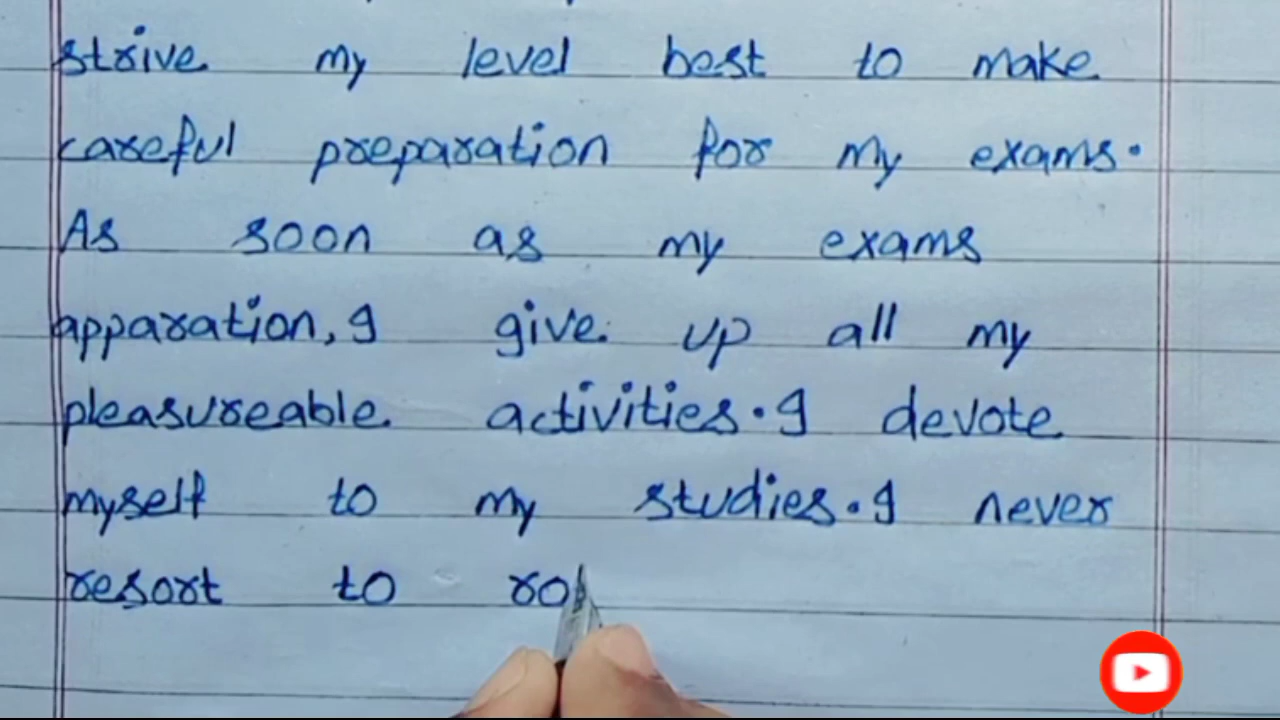 strive my level best to make
careful preparation for my exams.
As soon as my exams
apparation, I give up all my
pleasureable activities. I devote
myself to my studies. I never
resort to